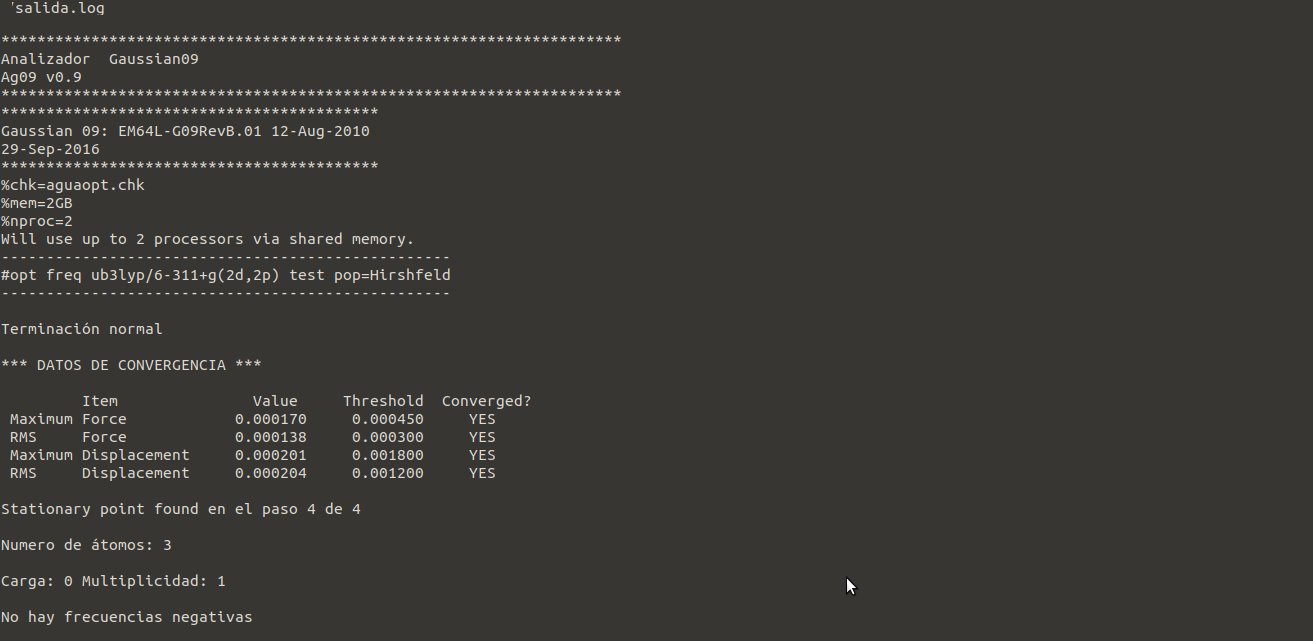 'salida.log
*********************************************************************
Analizador  Gaussian09
Ag09 v0.9
*********************************************************************
******************************************
Gaussian 09: EM64L-G09RevB.01 12-Aug-2010
29-Sep-2016
******************************************
%chk=aguaopt.chk
%mem=2GB
%nproc=2
Will use up to 2 processors via shared memory.
--------------------------------------------------
#opt freq ub3lyp/6-311+g(2d,2p) test pop=Hirshfeld
--------------------------------------------------
Terminación normal
*** DATOS DE CONVERGENCIA ***
         Item               Value     Threshold  Converged?
 Maximum Force            0.000170     0.000450     YES
 RMS     Force            0.000138     0.000300     YES
 Maximum Displacement     0.000201     0.001800     YES
 RMS     Displacement     0.000204     0.001200     YES
Stationary point found en el paso 4 de 4
Numero de átomos: 3
Carga: 0 Multiplicidad: 1
No hay frecuencias negativas